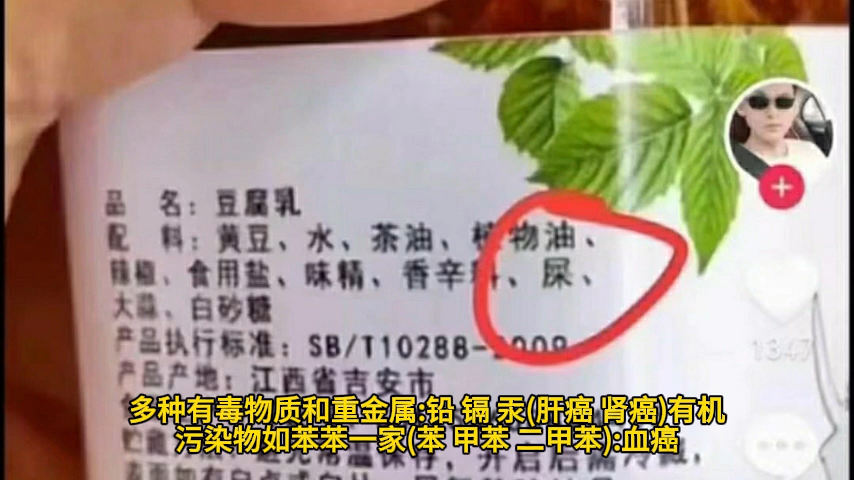 品 名：豆腐乳
配 料：黄豆、水、茶油、植物油、
辣椒、食用盐、味精、香辛料、屎、
大蒜、白砂糖
产品执行标准：SB/T10288-2009
产品产地：江西省吉安市
多种有毒物质和重金属:铅 镉 汞(肝癌 肾癌)有机
污染物如苯苯一家(苯 甲苯 二甲苯):血癌
1347